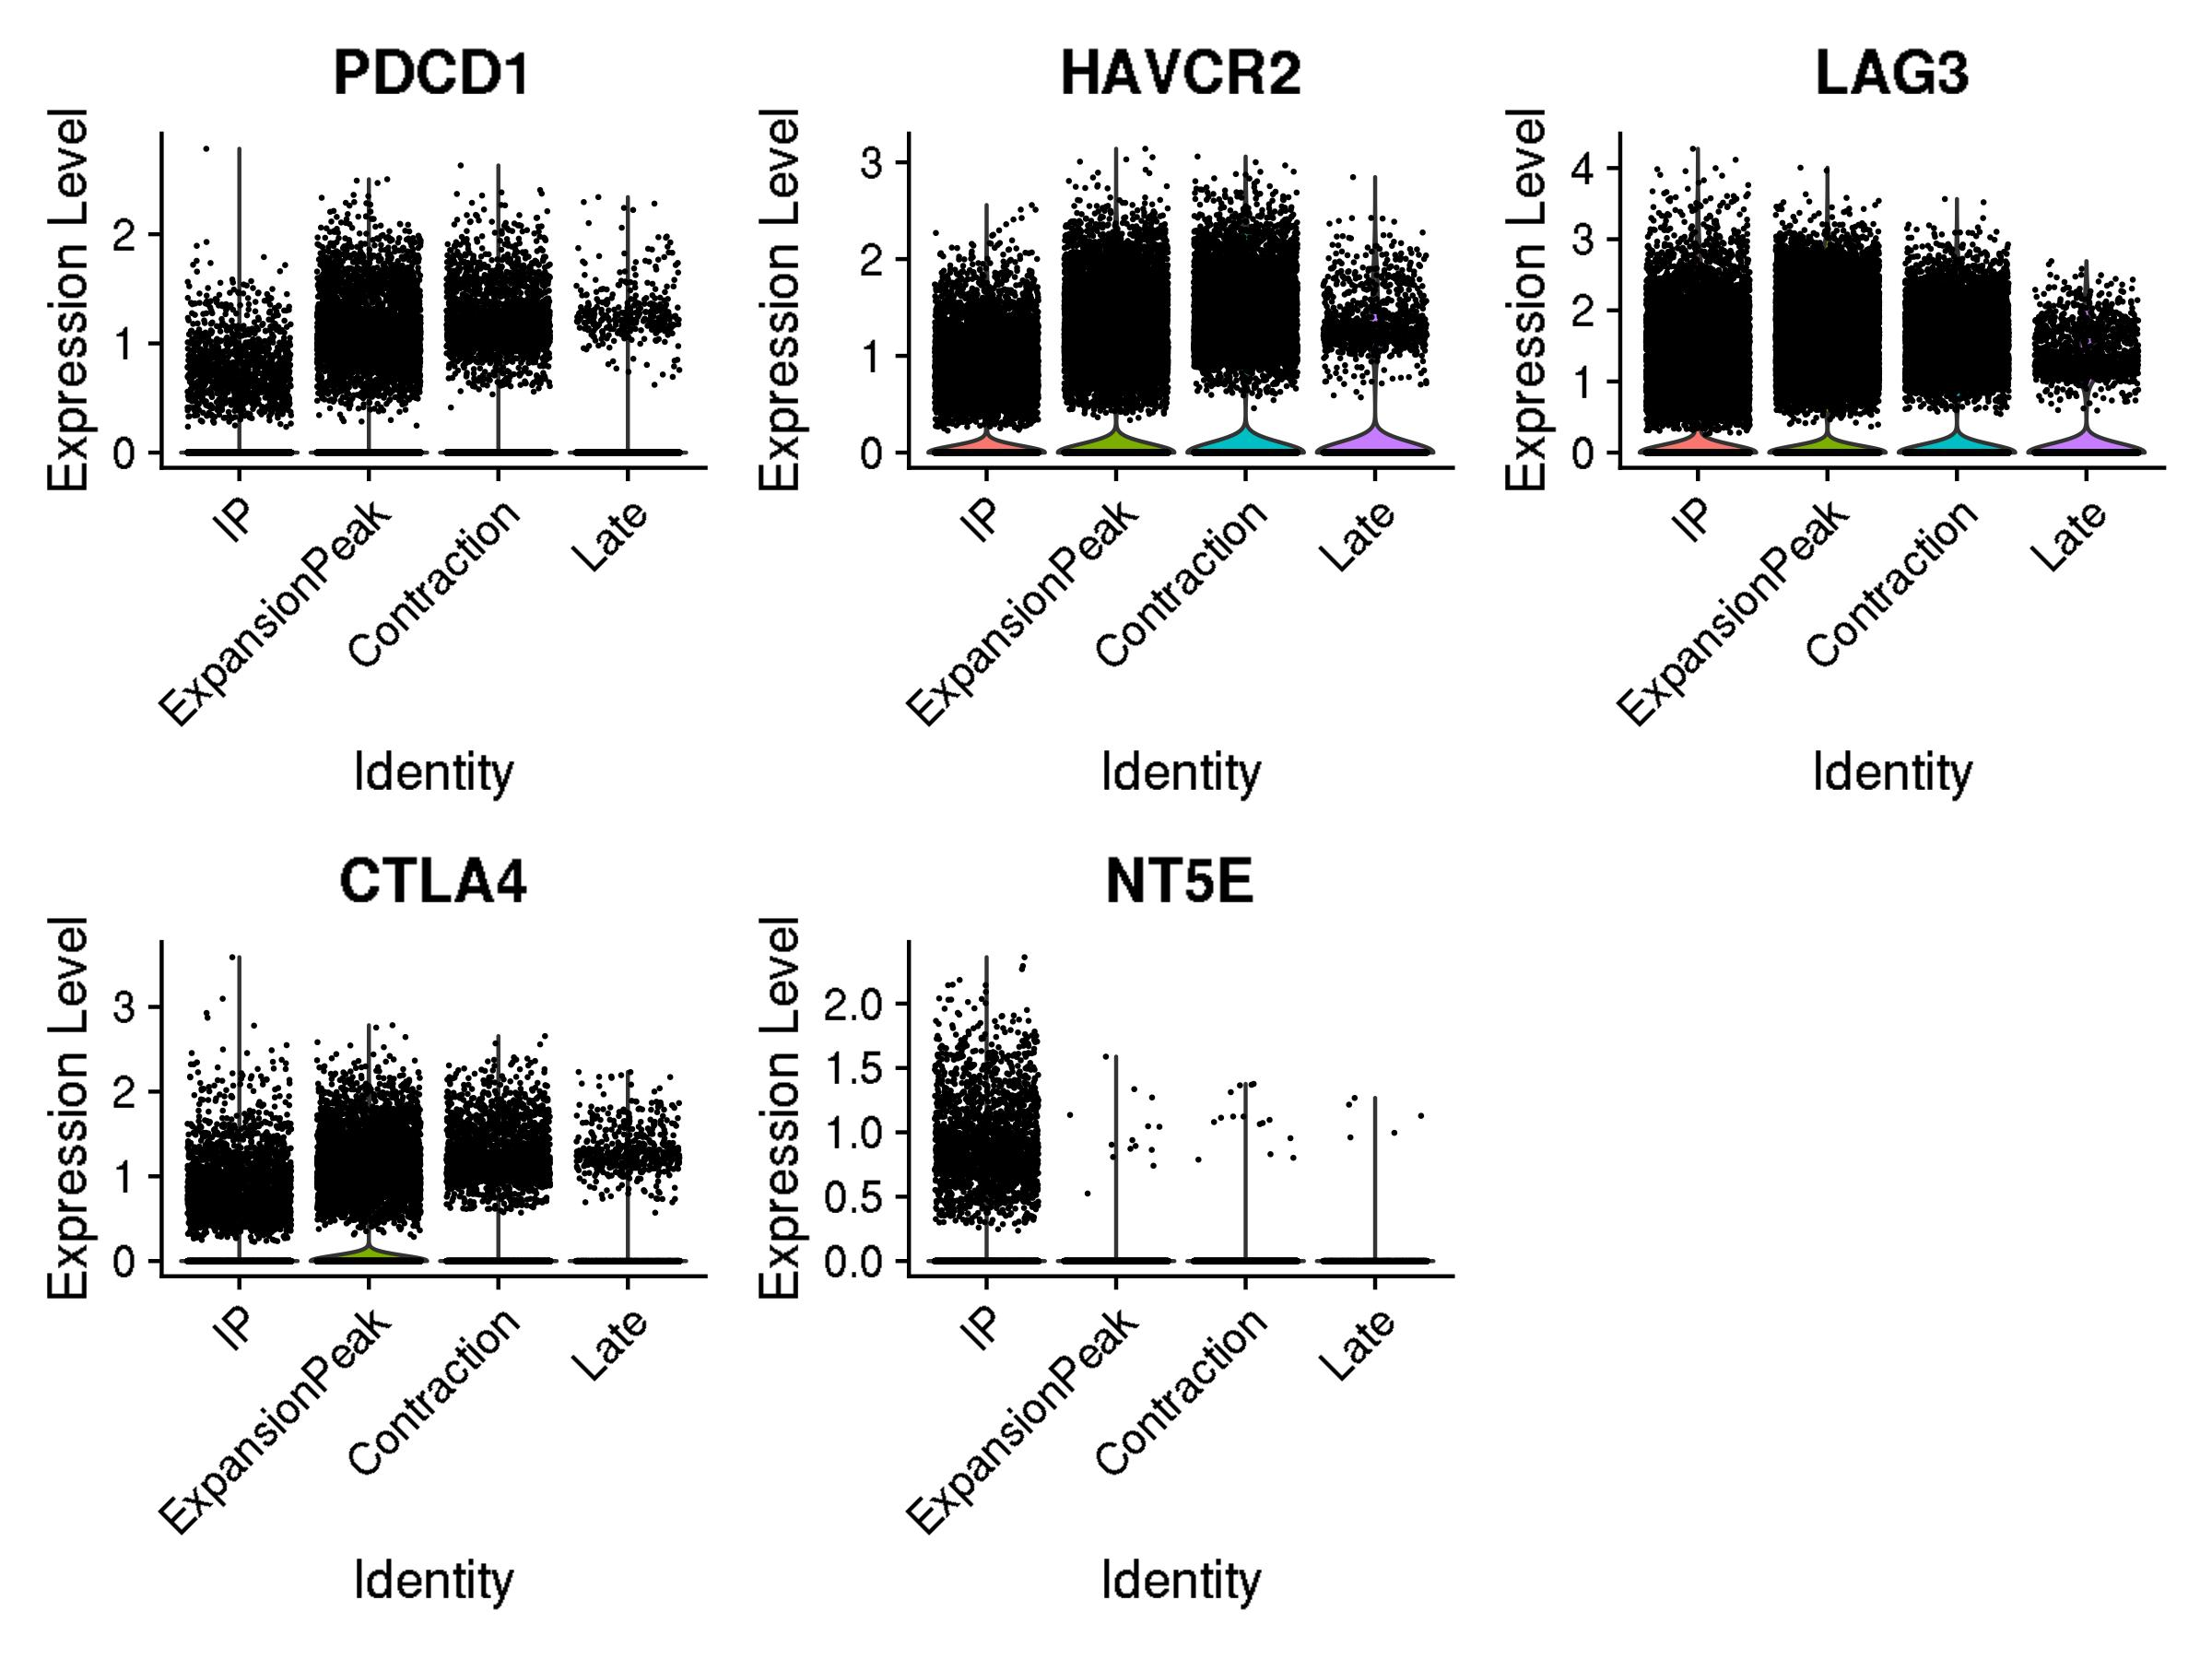 PDCD1
Expression Level
2
1
0
IP
ExpansionPeak
Contraction
Late
Identity
HAVCR2
Expression Level
3
2
1
0
IP
ExpansionPeak
Contraction
Late
Identity
LAG3
Expression Level
4
3
2
1
0
IP
ExpansionPeak
Contraction
Late
Identity
CTLA4
Expression Level
3
2
1
0
IP
ExpansionPeak
Contraction
Late
Identity
NT5E
Expression Level
2.0
1.5
1.0
0.5
0.0
IP
ExpansionPeak
Contraction
Late
Identity